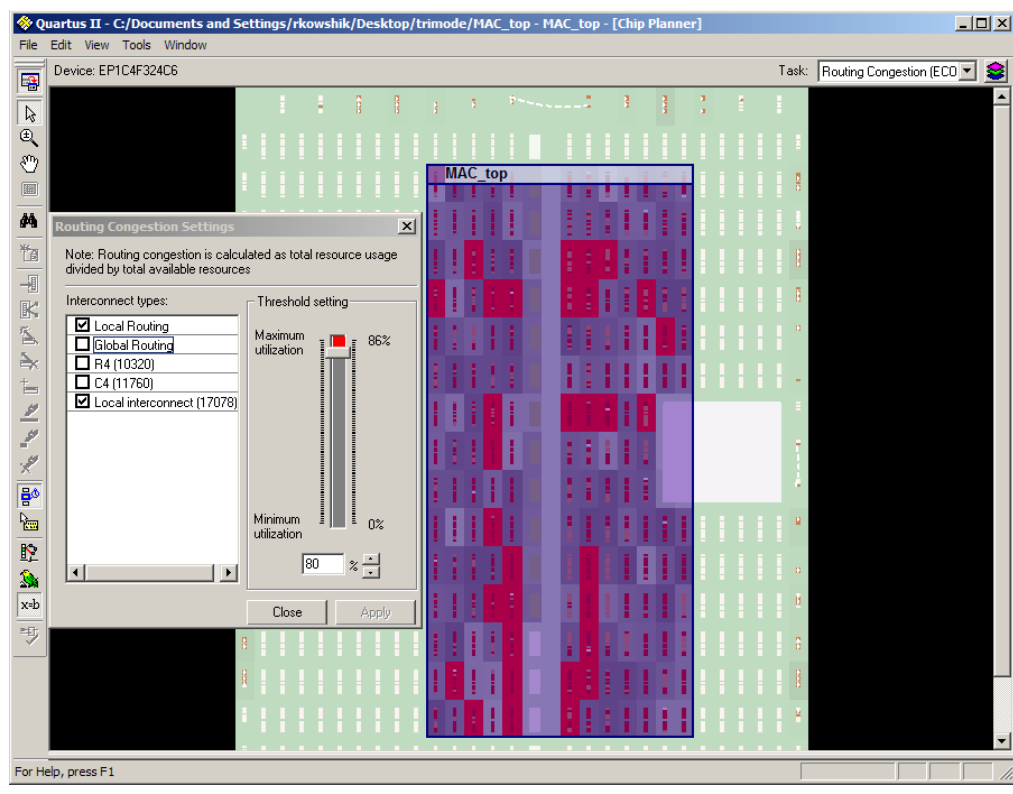 Quartus II - C:/Documents and Settings/rkowshik/Desktop/trimode/MAC_top - MAC_top - [Chip Planner]
File Edit View Tools Window
Device: EP1C4F324C6
Task: Routing Congestion (ECO
MAC_top
Routing Congestion Settings
Note: Routing congestion is calculated as total resource usage
divided by total available resources
Interconnect types:
Local Routing
Global Routing
R4 (10320)
C4 (11760)
Local interconnect (17078)
Threshold setting
Maximum
utilization
86%
Minimum
utilization
0%
80 %
Close Apply
x=b
For Help, press F1